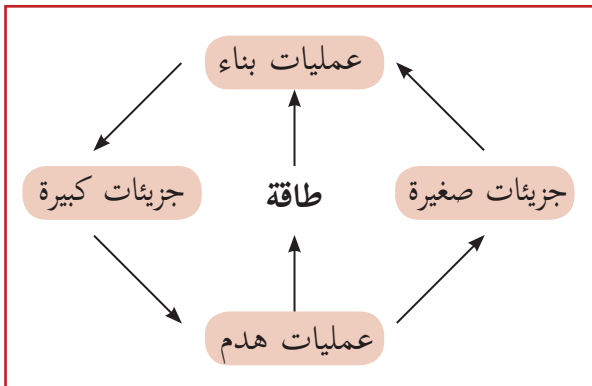 عمليات بناء
جزيئات صغيرة
طاقة
جزيئات كبيرة
عمليات هدم